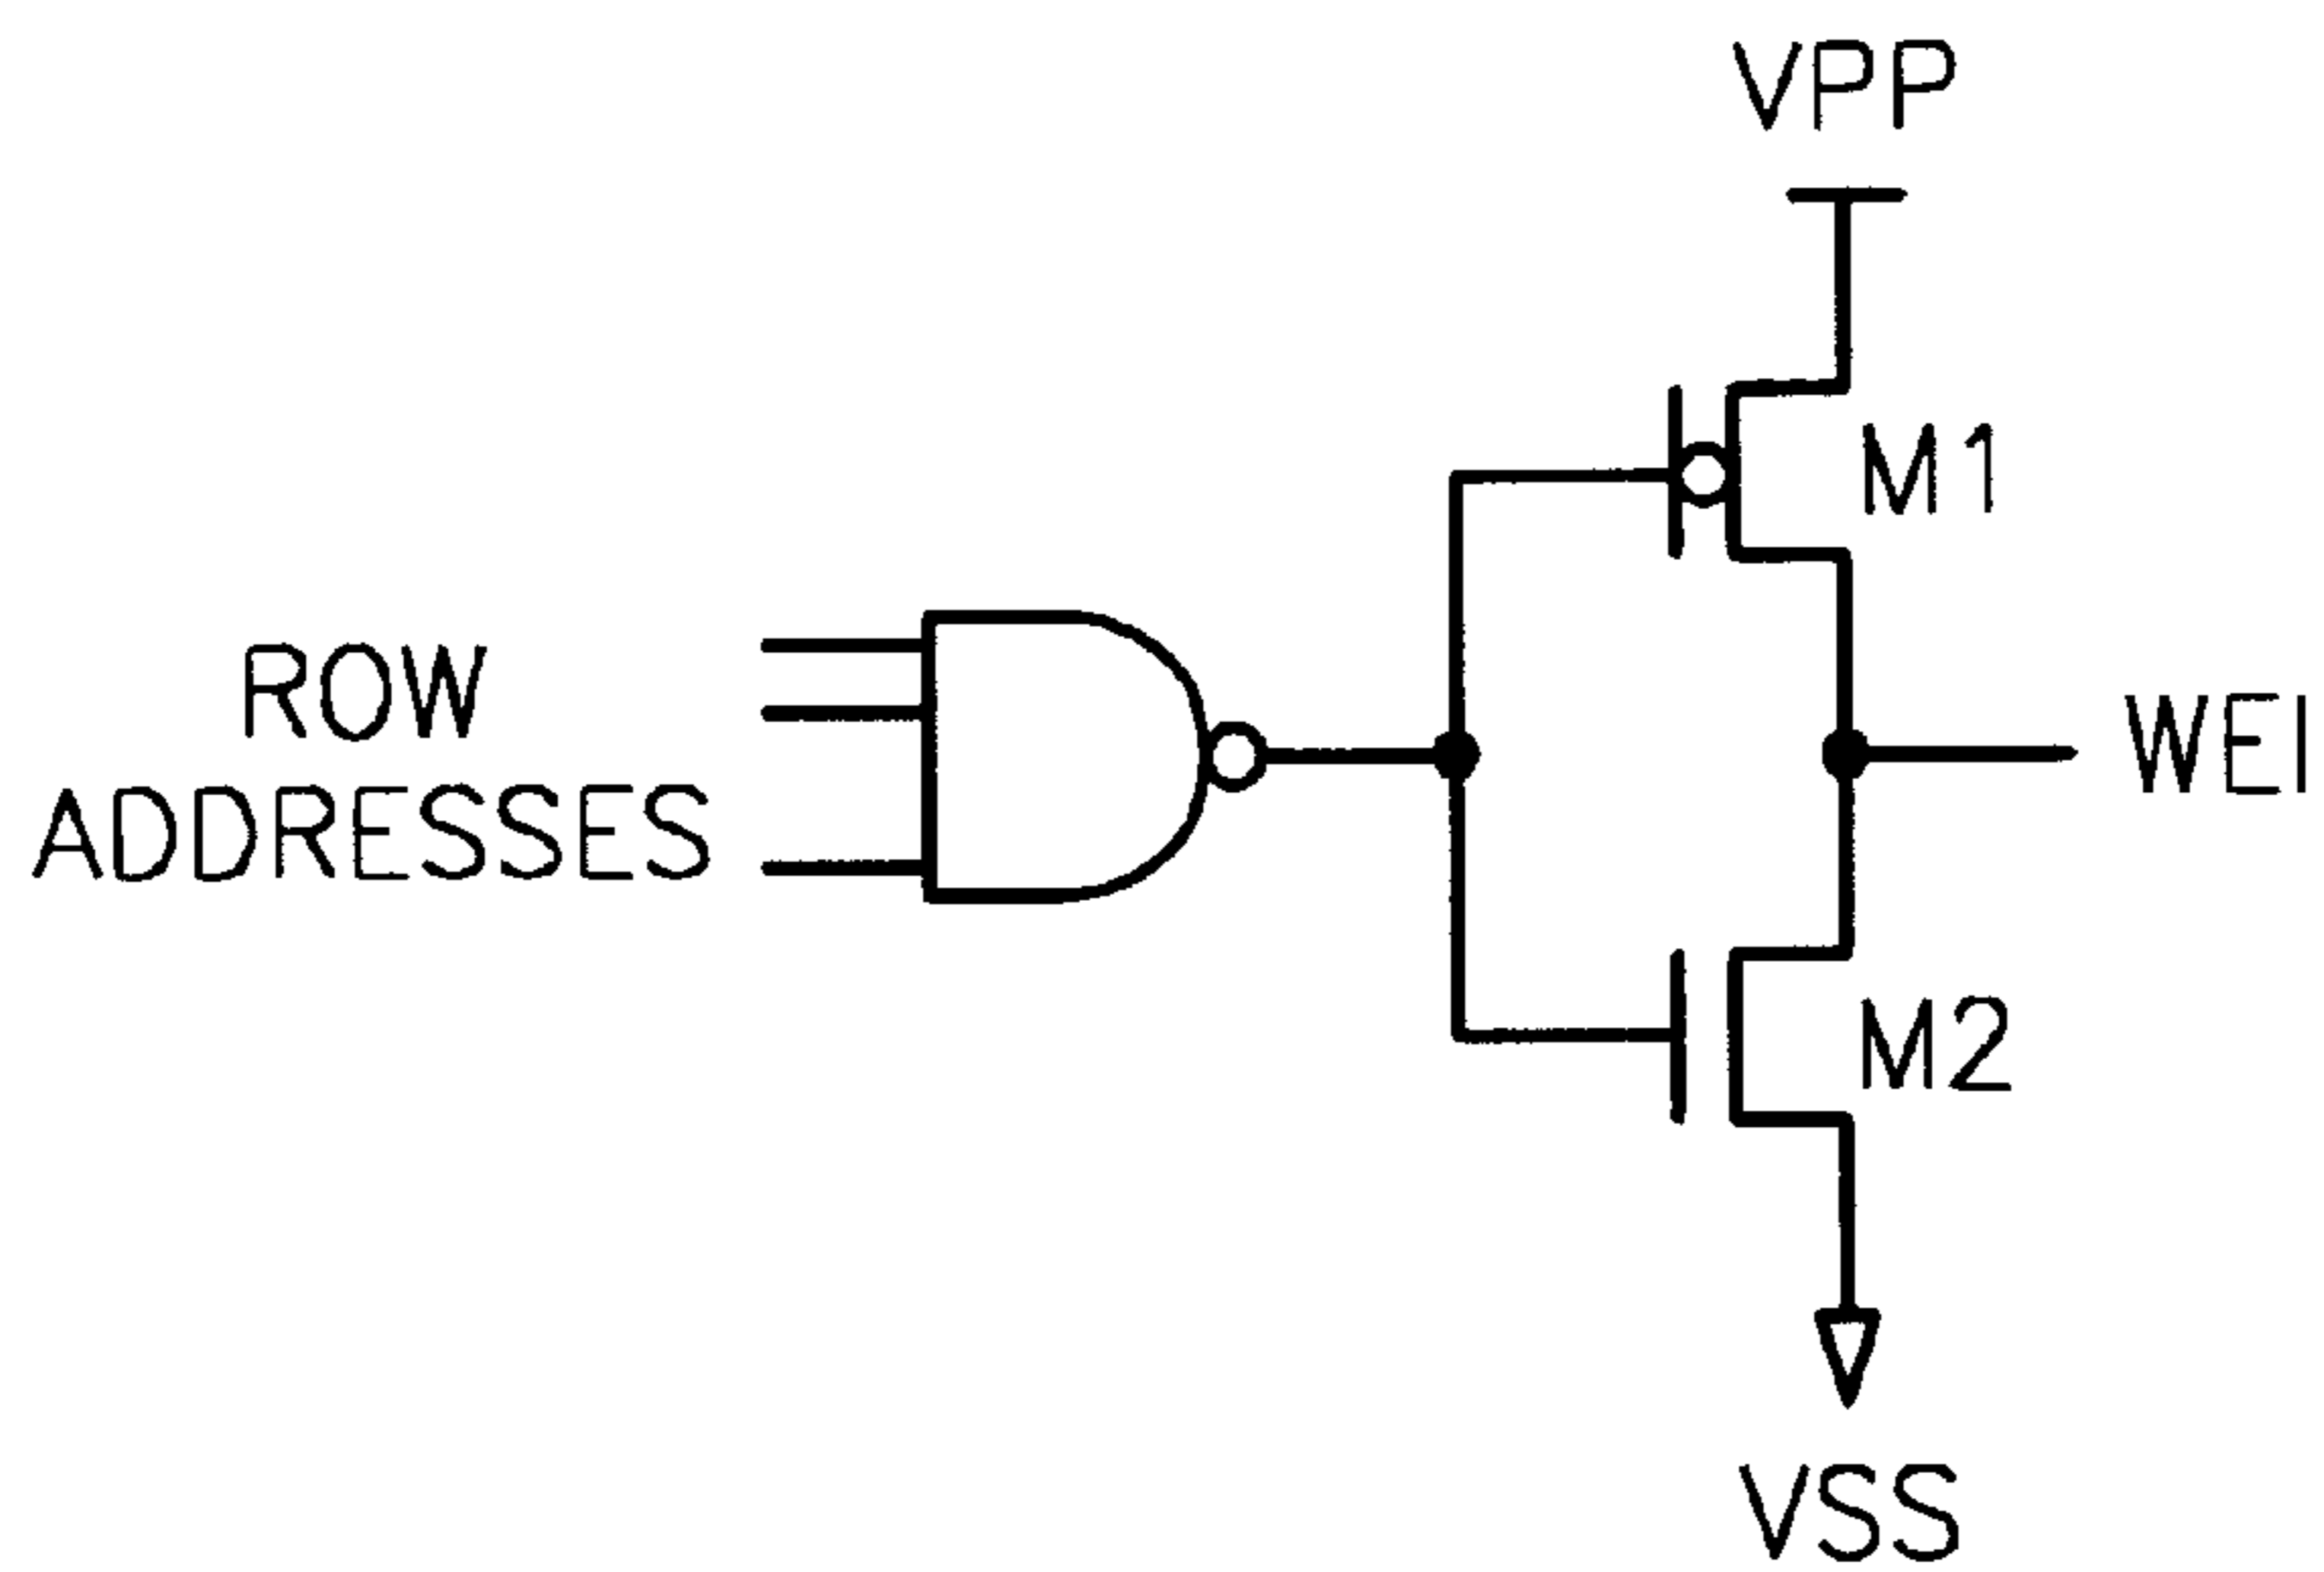 VPP
M1
ROW
ADDRESSES
WEI
M2
VSS